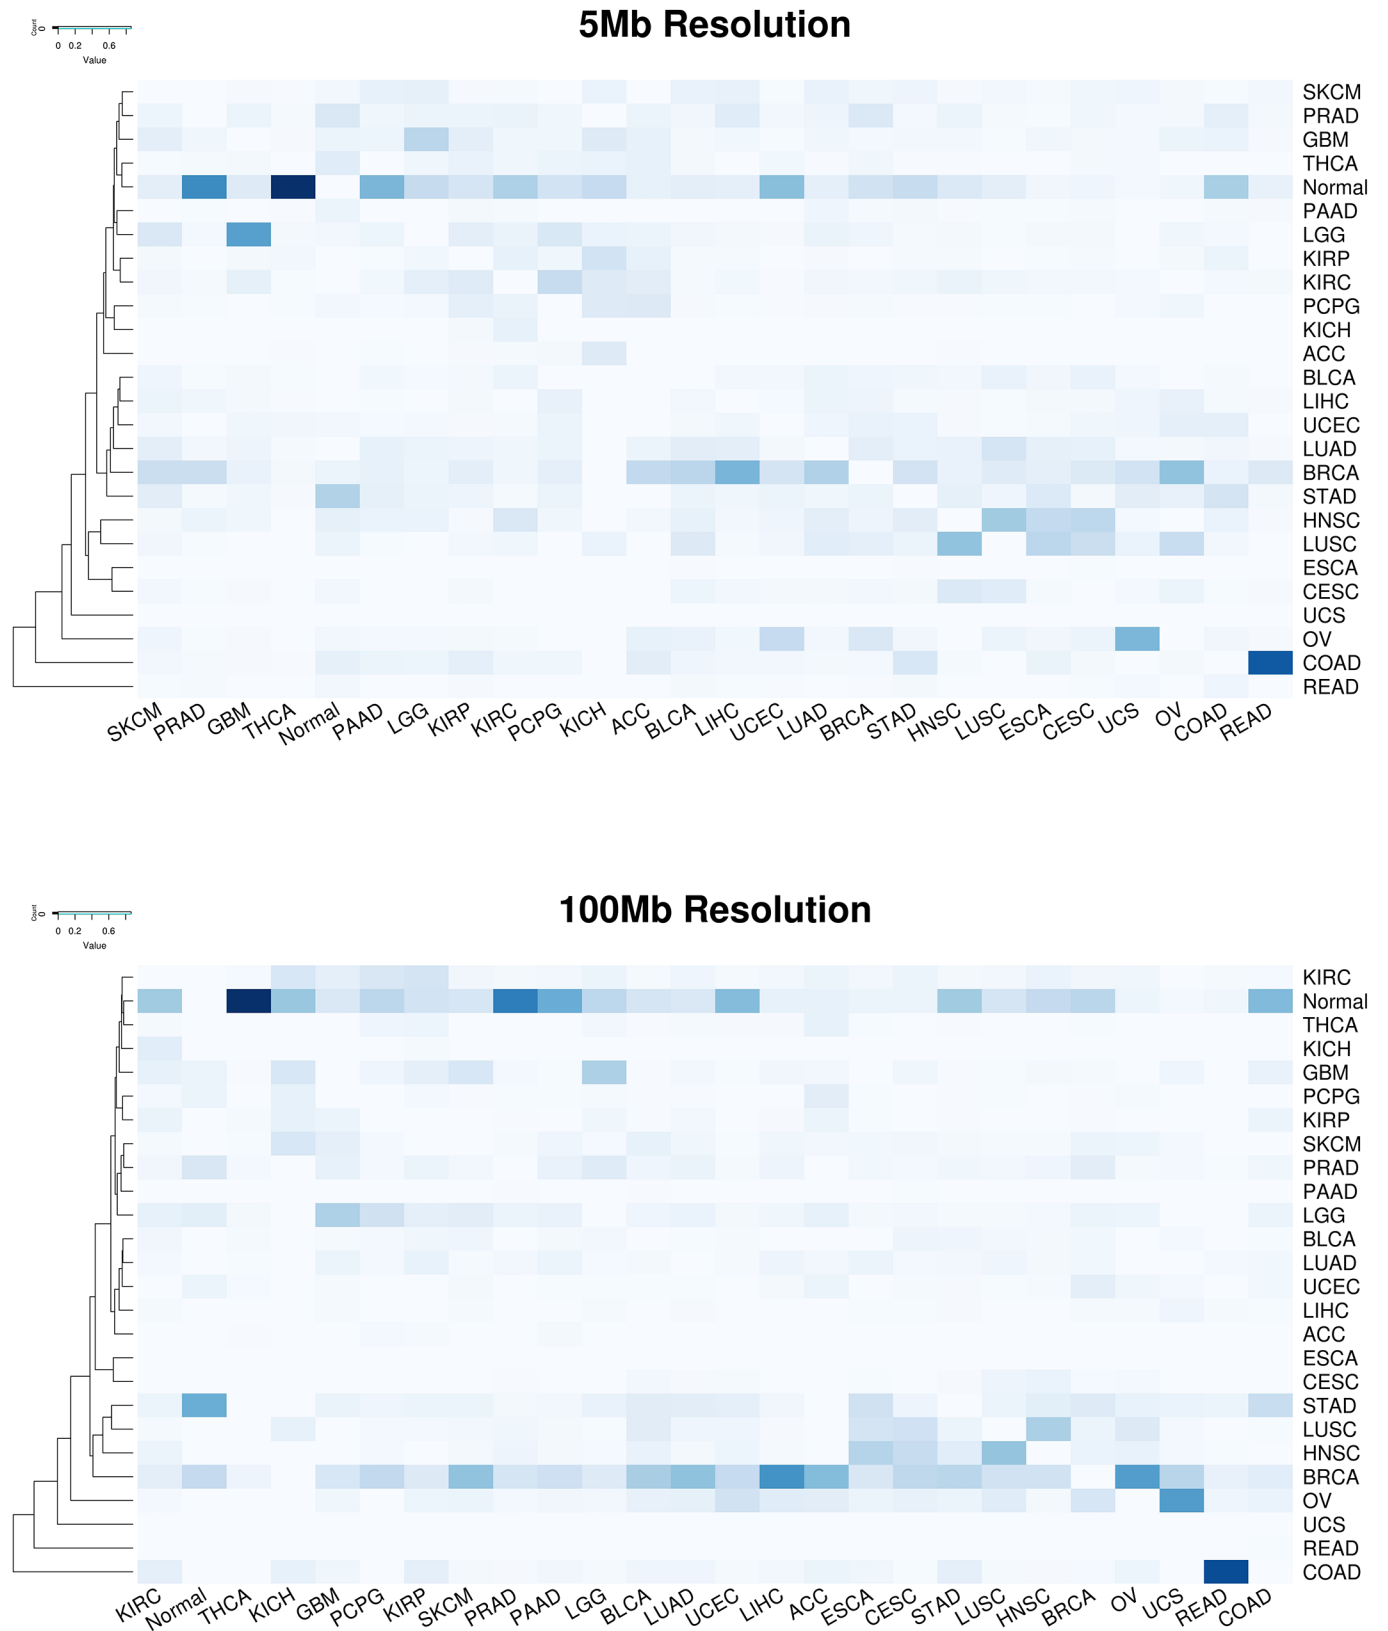 5Mb Resolution
Count
0
0 0.2 0.6
Value
SKCM
PRAD
GBM
THCA
Normal
PAAD
LGG
KIRP
KIRC
PCPG
KICH
ACC
BLCA
LIHC
UCEC
LUAD
BRCA
STAD
HNSC
LUSC
ESCA
CESC
UCS
OV
COAD
READ
SKCM PRAD GBM THCA Normal PAAD LGG KIRP KIRC PCPG KICH ACC BLCA LIHC UCEC LUAD BRCA STAD HNSC LUSC ESCA CESC UCS OV COAD READ
100Mb Resolution
Count
0
0 0.2 0.6
Value
KIRC
Normal
THCA
KICH
GBM
PCPG
KIRP
SKCM
PRAD
PAAD
LGG
BLCA
LUAD
UCEC
LIHC
ACC
ESCA
CESC
STAD
LUSC
HNSC
BRCA
OV
UCS
READ
COAD
KIRC Normal THCA KICH GBM PCPG KIRP SKCM PRAD PAAD LGG BLCA LUAD UCEC LIHC ACC ESCA CESC STAD LUSC HNSC BRCA OV UCS READ COAD